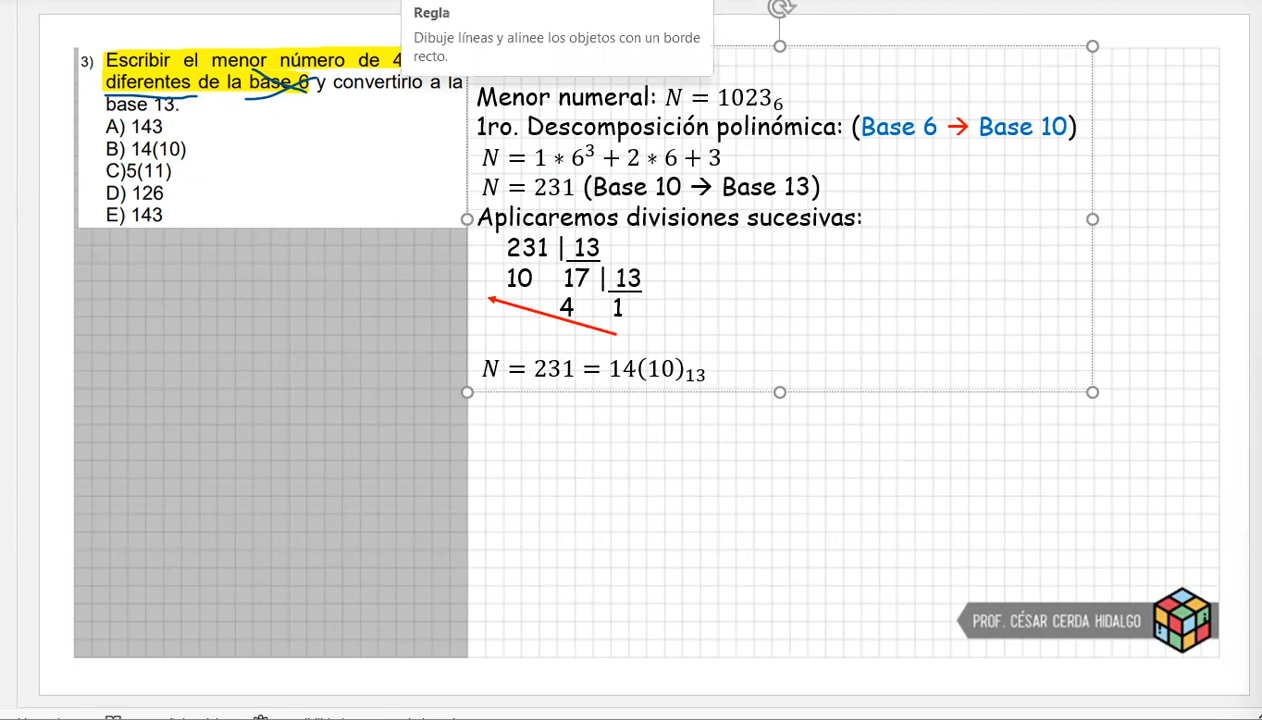 Regla
Dibuje líneas y alinee los objetos con un borde
recto.
3) Escribir el menor número de 4
diferentes de la base 6 y convertirlo a la
base 13.
A) 143
B) 14(10)
C)5(11)
D) 126
E) 143
Menor numeral: N = 1023₆
1ro. Descomposición polinómica: (Base 6 → Base 10)
N = 1 ∗ 6³ + 2 ∗ 6 + 3
N = 231 (Base 10 → Base 13)
Aplicaremos divisiones sucesivas:
231 | 13
10 17 | 13
4 1
N = 231 = 14(10)₁₃
PROF. CÉSAR CERDA HIDALGO